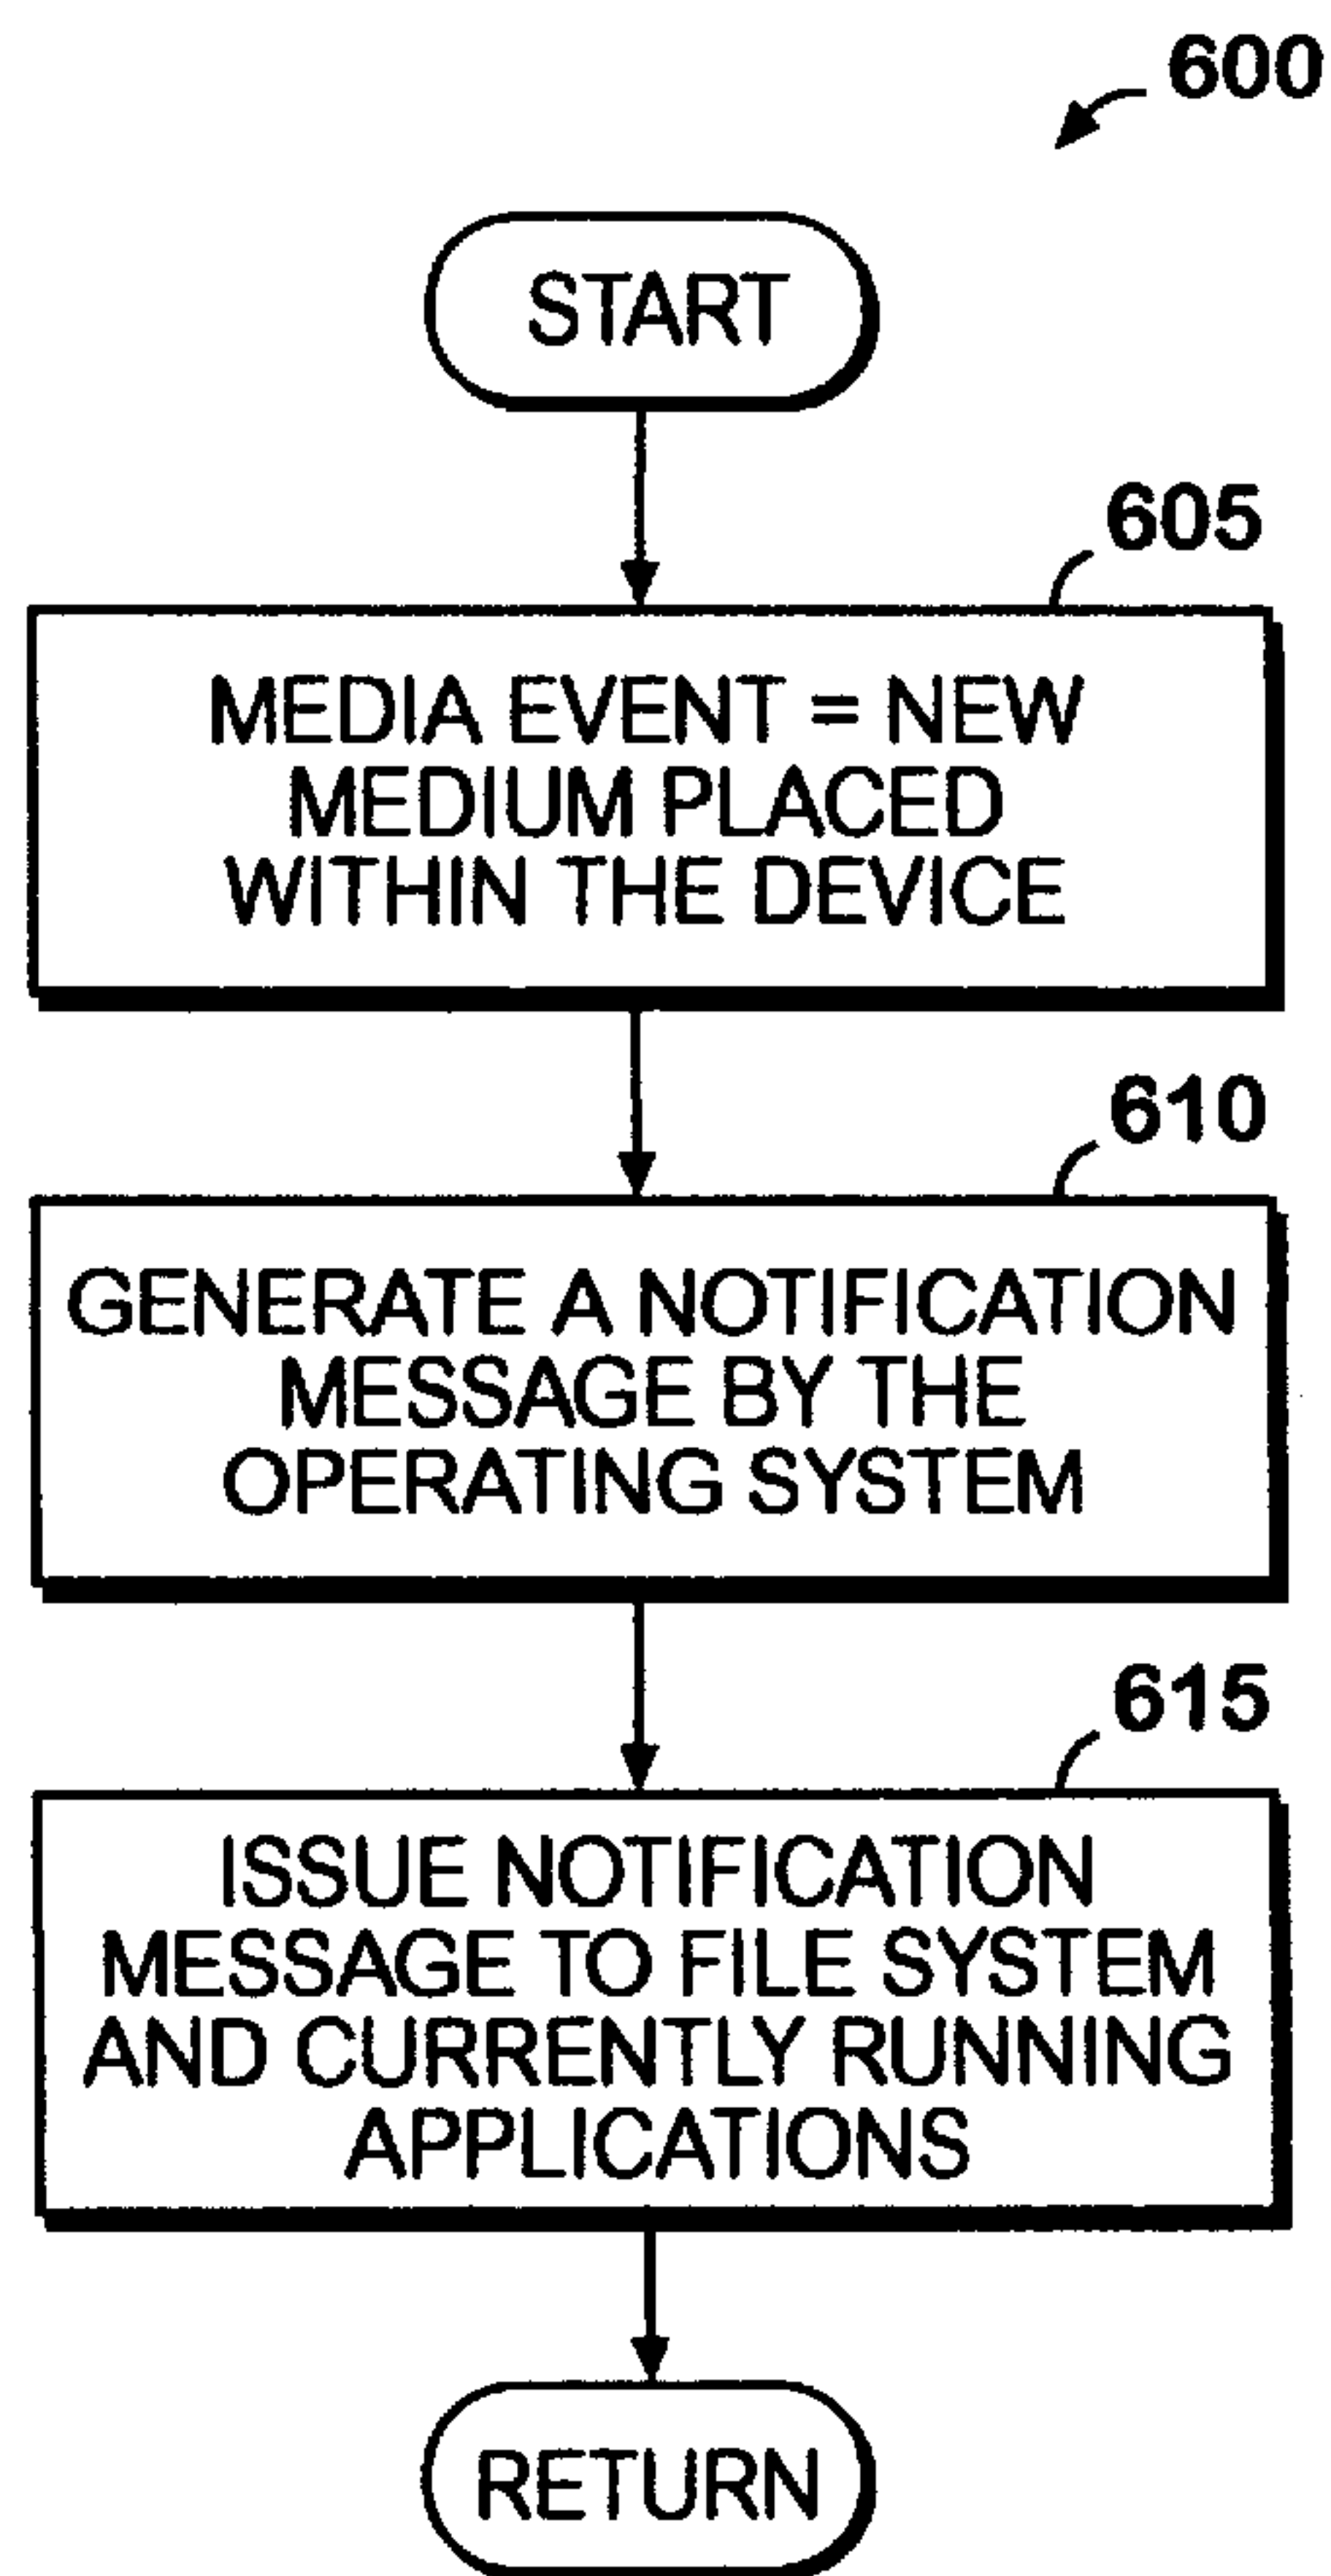 600
START
605
MEDIA EVENT = NEW
MEDIUM PLACED
WITHIN THE DEVICE
610
GENERATE A NOTIFICATION
MESSAGE BY THE
OPERATING SYSTEM
615
ISSUE NOTIFICATION
MESSAGE TO FILE SYSTEM
AND CURRENTLY RUNNING
APPLICATIONS
RETURN